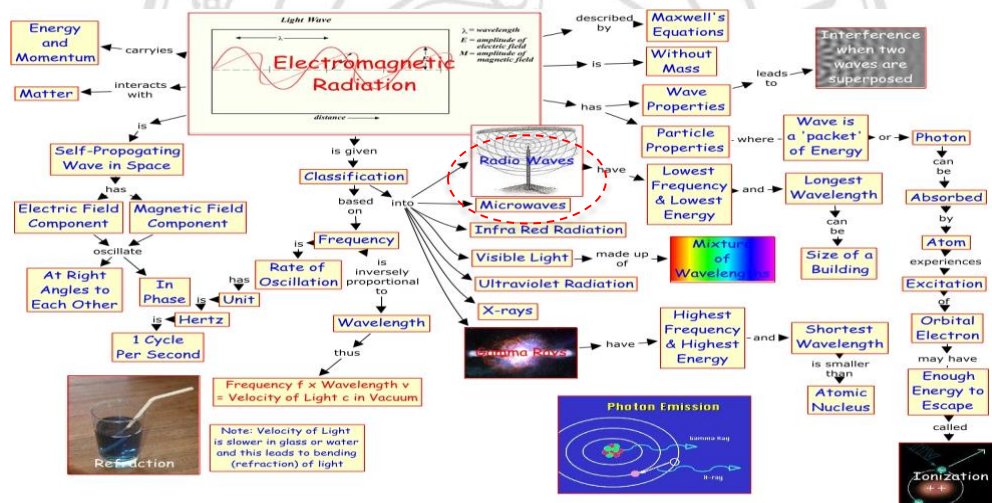 Light Wave
λ = wavelength
E = amplitude of
electric field
M = amplitude of
magnetic field
λ
Electromagnetic
Radiation
distance
Energy
and
Momentum
carryies
Matter
interacts
with
is
Self-Propogating
Wave in Space
has
Electric Field
Component
Magnetic Field
Component
oscillate
At Right
Angles to
Each Other
In
Phase
is given
Classification
based
on
Frequency
is
Rate of
Oscillation
has
Unit
is
Hertz
is
1 Cycle
Per Second
is
inversely
proportional
to
Wavelength
thus
Frequency f x Wavelength v
= Velocity of Light c in Vacuum
Note: Velocity of Light
is slower in glass or water
and this leads to bending
(refraction) of light
Refraction
described
by
Maxwell's
Equations
is
Without
Mass
has
Wave
Properties
leads
to
Interference
when two
waves are
superposed
Particle
Properties
where
Wave is
a 'packet'
of Energy
or
Photon
can
be
Absorbed
by
Atom
experiences
Excitation
of
Orbital
Electron
may have
Enough
Energy to
Escape
called
Ionization
++
into
Radio Waves
have
Lowest
Frequency
& Lowest
Energy
and
Longest
Wavelength
can
be
Size of a
Building
Microwaves
Infra Red Radiation
Visible Light
made up
of
Mixture
of
Wavelengths
Ultraviolet Radiation
X-rays
Gamma Rays
have
Highest
Frequency
& Highest
Energy
and
Shortest
Wavelength
is smaller
than
Atomic
Nucleus
Photon Emission
Gamma Ray
X-ray